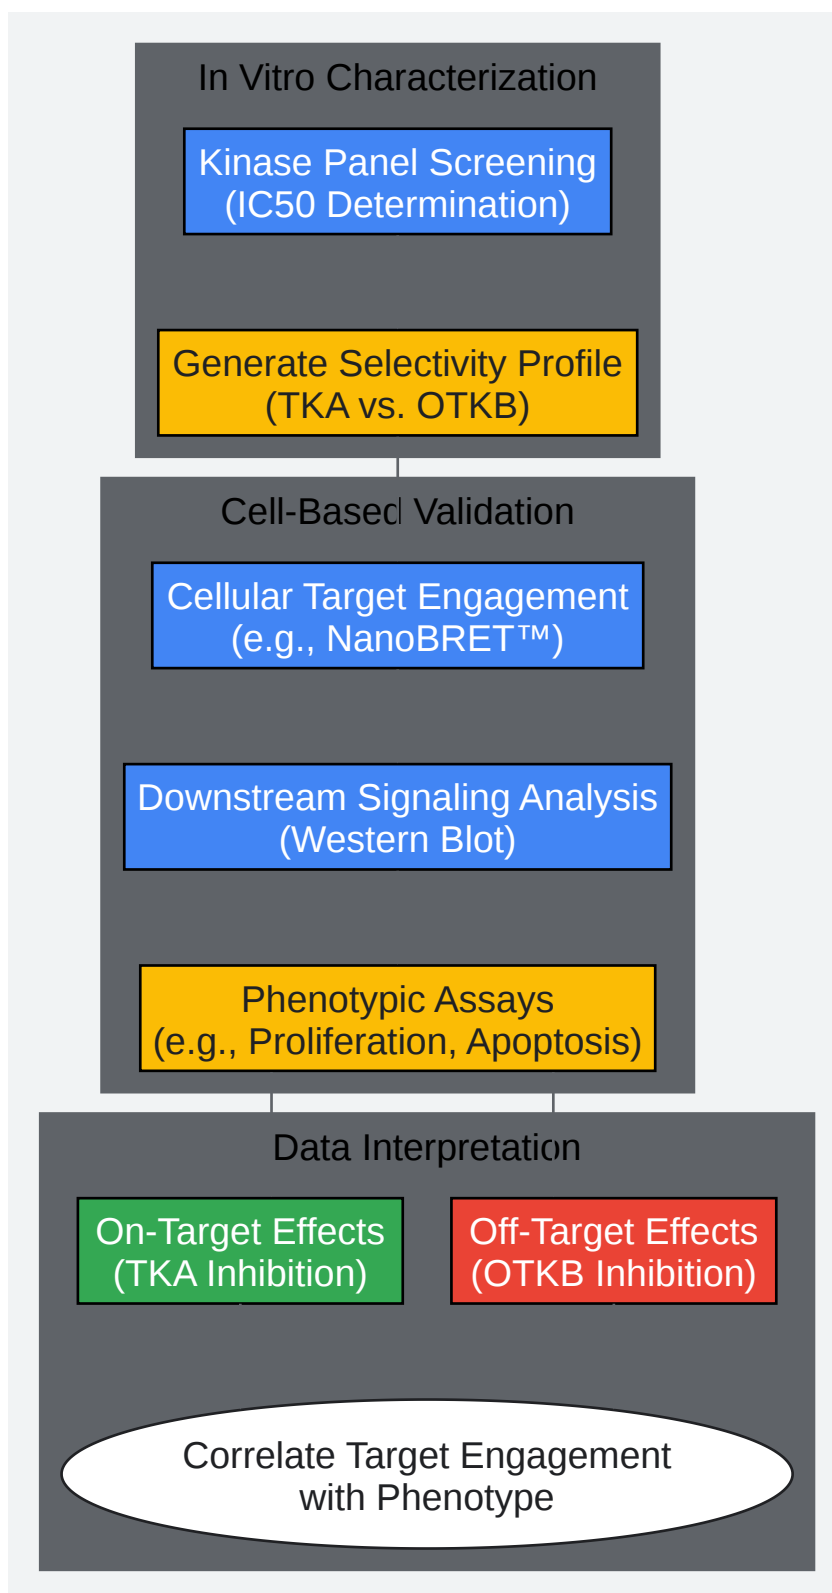 In Vitro Characterization
Kinase Panel Screening
(IC50 Determination)
Generate Selectivity Profile
(TKA vs. OTKB)
Cell-Based Validation
Cellular Target Engagement
(e.g., NanoBRET™)
Downstream Signaling Analysis
(Western Blot)
Phenotypic Assays
(e.g., Proliferation, Apoptosis)
Data Interpretation
On-Target Effects
(TKA Inhibition)
Off-Target Effects
(OTKB Inhibition)
Correlate Target Engagement
with Phenotype